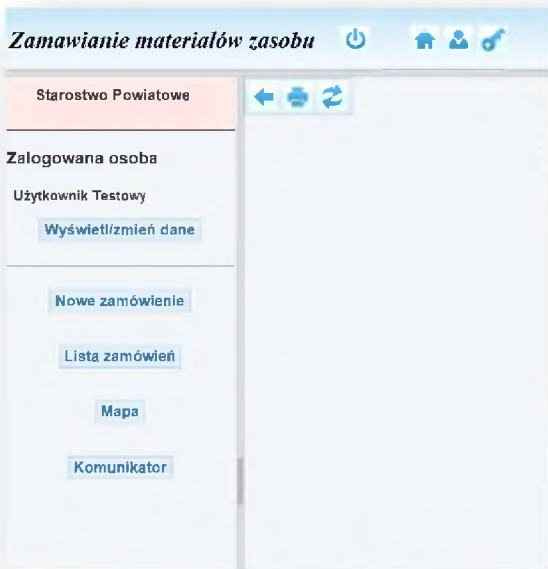 Zamawianie materiałów zasobu
Starostwo Powiatowe
Zalogowana osoba
Użytkownik Testowy
Wyświetl/zmień dane
Nowe zamówienie
Lista zamówień
Mapa
Komunikator